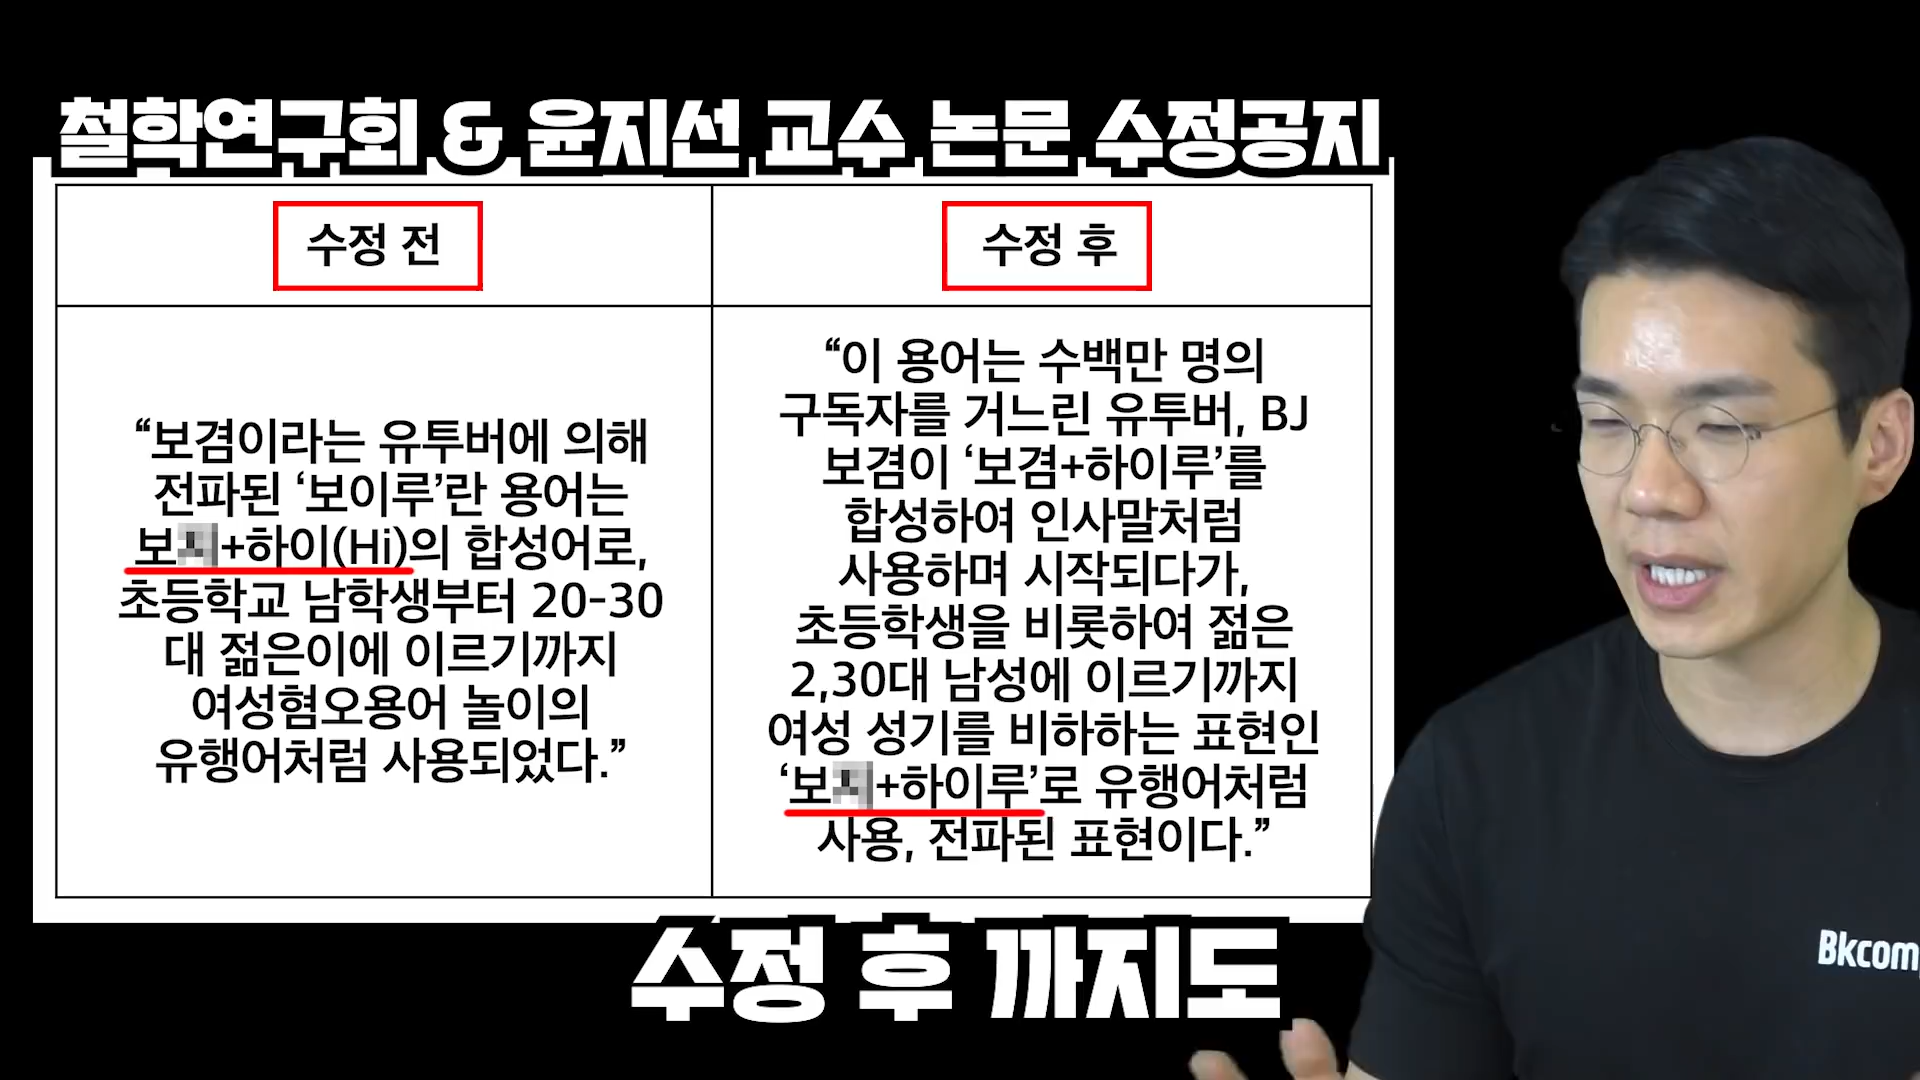 철학연구회 & 윤지선 교수 논문 수정공지
수정 전
수정 후
“보겸이라는 유투버에 의해
전파된 ‘보이루’란 용어는
보 +하이(Hi)의 합성어로,
초등학교 남학생부터 20-30
대 젊은이에 이르기까지
여성혐오용어 놀이의
유행어처럼 사용되었다.”
“이 용어는 수백만 명의
구독자를 거느린 유투버, BJ
보겸이 ‘보겸+하이루’를
합성하여 인사말처럼
사용하며 시작되다가,
초등학생을 비롯하여 젊은
2,30대 남성에 이르기까지
여성 성기를 비하하는 표현인
‘보 +하이루’로 유행어처럼
사용, 전파된 표현이다.”
수정 후 까지도
Bkcom